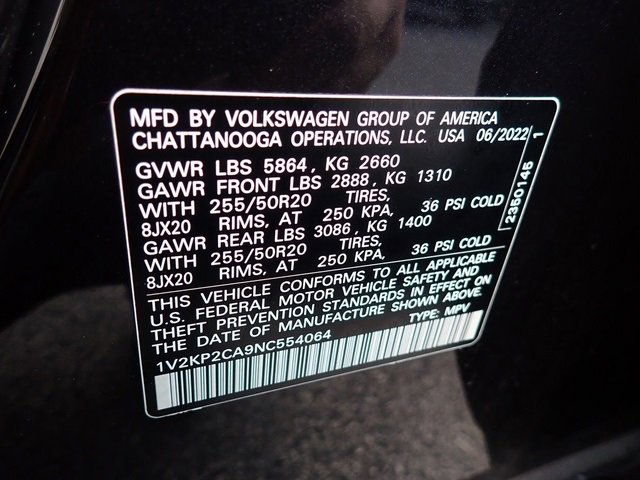 MFD BY VOLKSWAGEN GROUP OF AMERICA
CHATTANOOGA OPERATIONS, LLC. USA 06/2022
GVWR LBS 5864, KG 2660
GAWR FRONT LBS 2888, KG 1310
WITH 255/50R20 TIRES,
8JX20 RIMS, AT 250 KPA, 36 PSI COLD
GAWR REAR LBS 3086, KG 1400
WITH 255/50R20 TIRES,
8JX20 RIMS, AT 250 KPA, 36 PSI COLD
THIS VEHICLE CONFORMS TO ALL APPLICABLE
U.S. FEDERAL MOTOR VEHICLE SAFETY AND
THEFT PREVENTION STANDARDS IN EFFECT ON
THE DATE OF MANUFACTURE SHOWN ABOVE.
1V2KP2CA9NC554064 TYPE: MPV
2350145 1